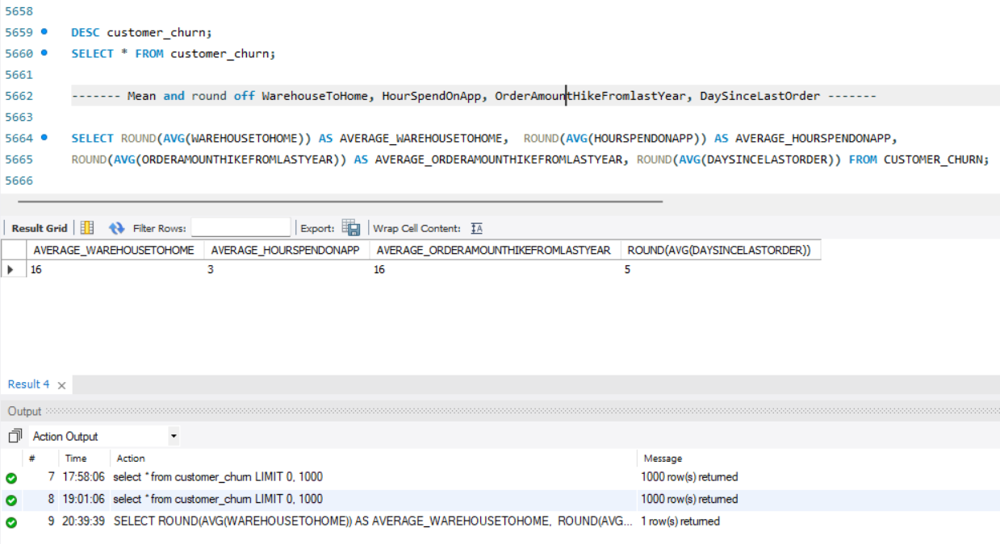 5658
5659 DESC customer_churn;
5660 SELECT * FROM customer_churn;
5661
5662 ------- Mean and round off WarehouseToHome, HourSpendOnApp, OrderAmountHikeFromlastYear, DaySinceLastOrder -------
5663
5664 SELECT ROUND(AVG(WAREHOUSETOHOME)) AS AVERAGE_WAREHOUSETOHOME,  ROUND(AVG(HOURSPENDONAPP)) AS AVERAGE_HOURSPENDONAPP,
5665 ROUND(AVG(ORDERAMOUNTHIKEFROMLASTYEAR)) AS AVERAGE_ORDERAMOUNTHIKEFROMLASTYEAR, ROUND(AVG(DAYSINCELASTORDER)) FROM CUSTOMER_CHURN;
5666
Result Grid Filter Rows: Export: Wrap Cell Content: IA
AVERAGE_WAREHOUSETOHOME AVERAGE_HOURSPENDONAPP AVERAGE_ORDERAMOUNTHIKEFROMLASTYEAR ROUND(AVG(DAYSINCELASTORDER))
16 3 16 5
Result 4 ×
Output
Action Output
# Time Action Message
7 17:58:06 select * from customer_churn LIMIT 0, 1000 1000 row(s) returned
8 19:01:06 select * from customer_churn LIMIT 0, 1000 1000 row(s) returned
9 20:39:39 SELECT ROUND(AVG(WAREHOUSETOHOME)) AS AVERAGE_WAREHOUSETOHOME,  ROUND(AVG... 1 row(s) returned